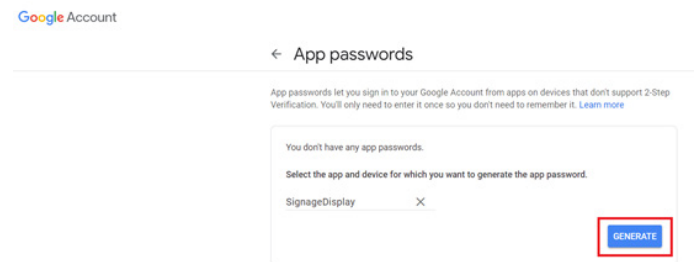 Google Account
← App passwords
App passwords let you sign in to your Google Account from apps on devices that don't support 2-Step
Verification. You'll only need to enter it once so you don't need to remember it. Learn more
You don't have any app passwords.
Select the app and device for which you want to generate the app password.
SignageDisplay ×
GENERATE